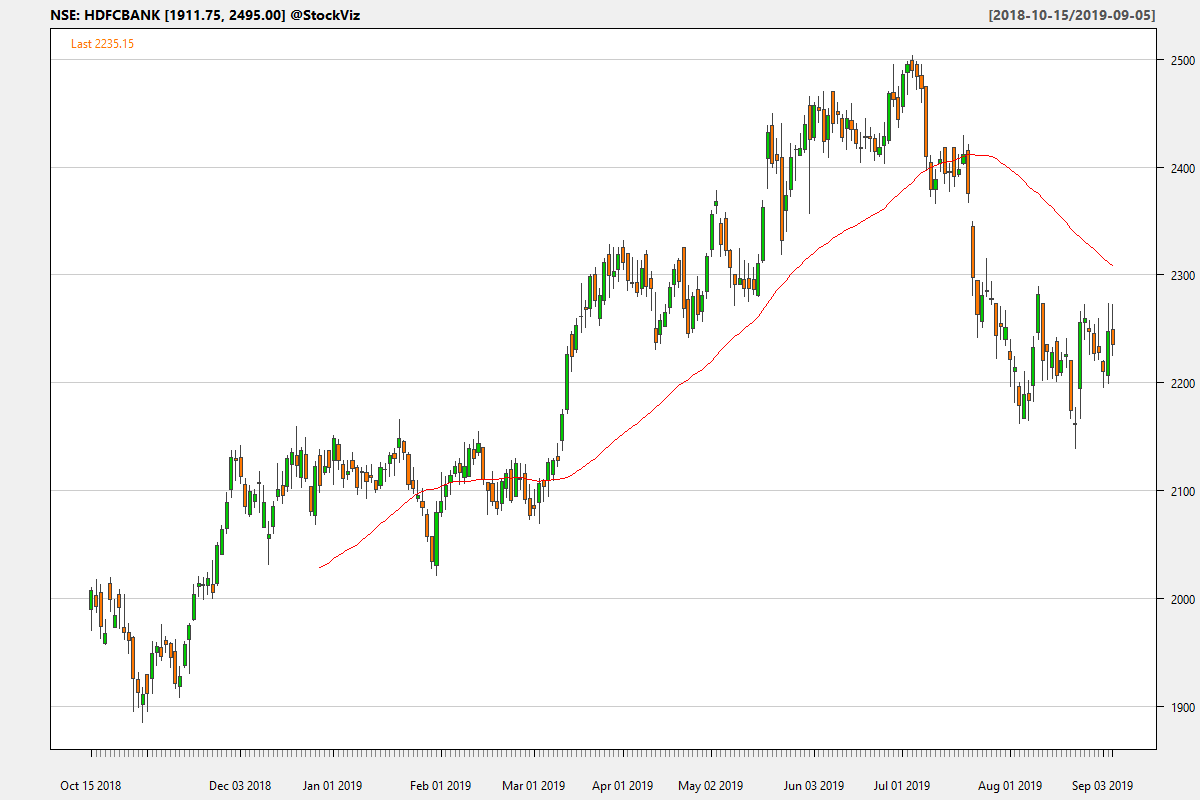 NSE: HDFCBANK [1911.75, 2495.00] @StockViz
[2018-10-15/2019-09-05]
Last 2235.15
2500
2400
2300
2200
2100
2000
1900
Oct 15 2018 Dec 03 2018 Jan 01 2019 Feb 01 2019 Mar 01 2019 Apr 01 2019 May 02 2019 Jun 03 2019 Jul 01 2019 Aug 01 2019 Sep 03 2019